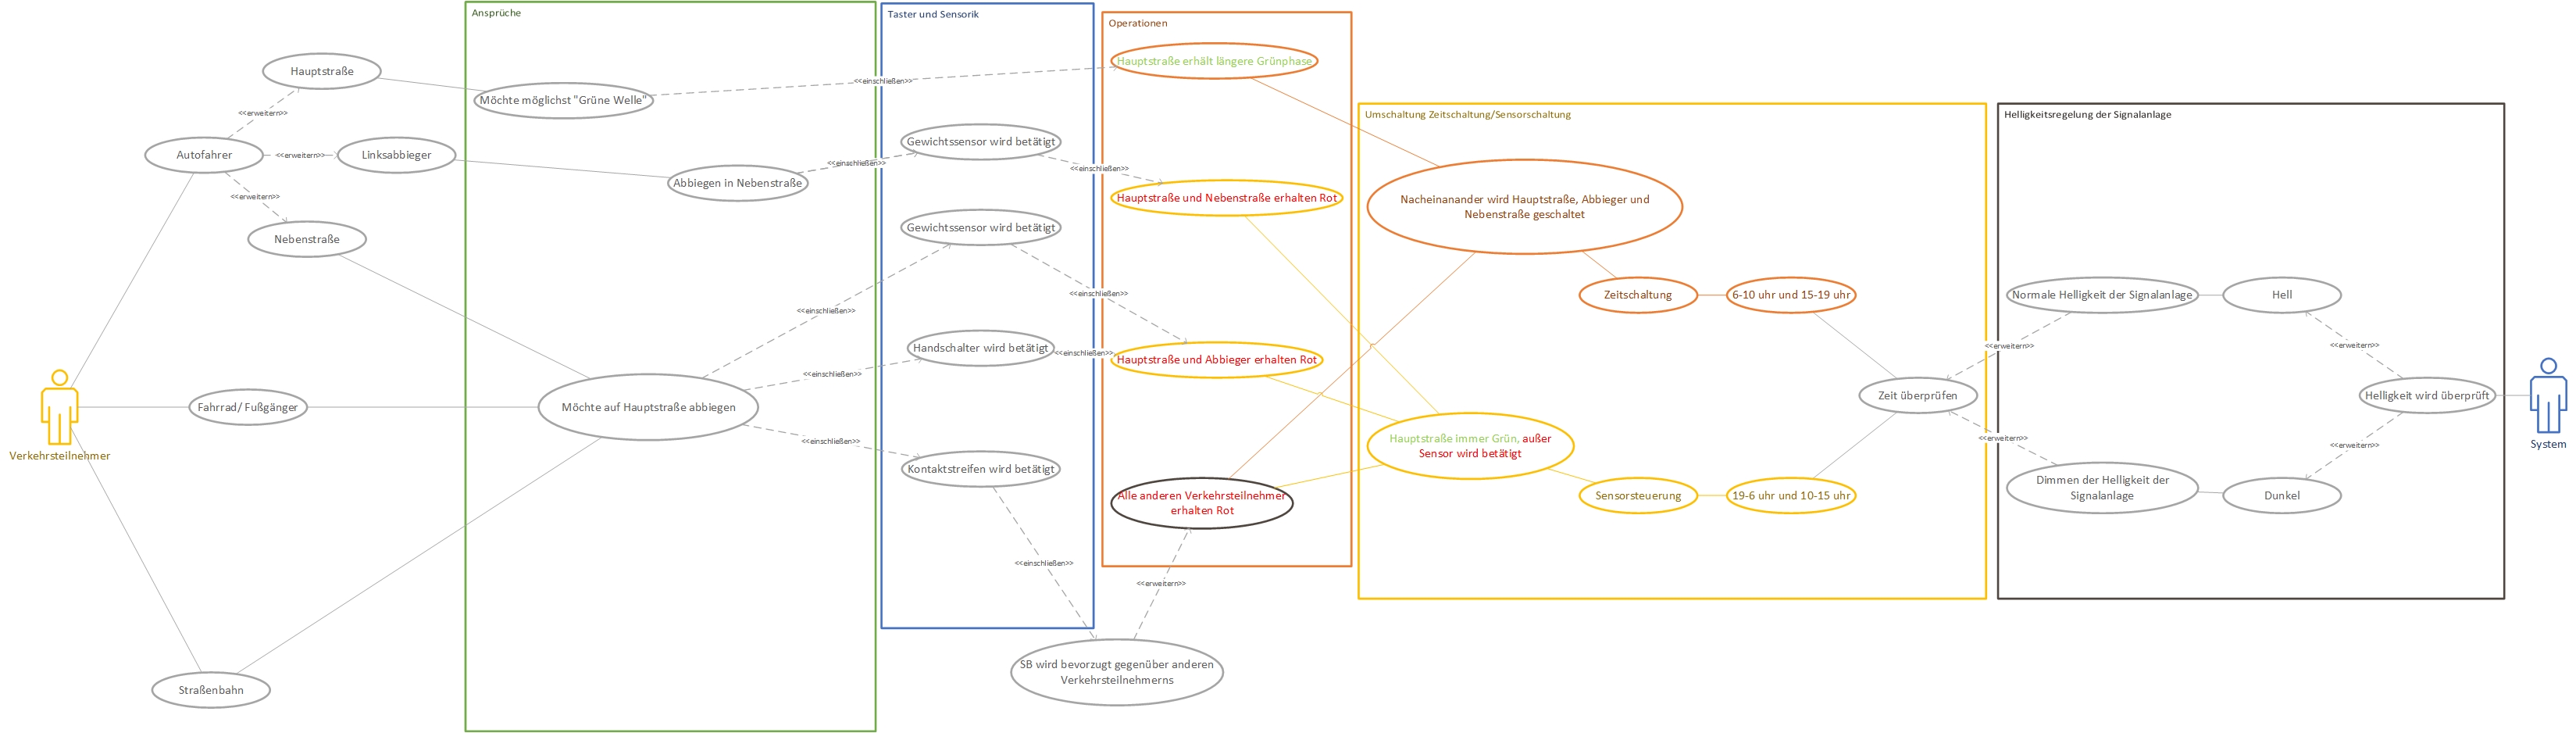 Ansprüche
Taster und Sensorik
Operationen
Hauptstraße
Möchte möglichst "Grüne Welle"
<<einschließen>>
Hauptstraße erhält längere Grünphase
<<erweitern>>
Umschaltung Zeitschaltung/Sensorschaltung
Helligkeitsregelung der Signalanlage
Autofahrer
<<erweitern>>
Linksabbieger
Gewichtssensor wird betätigt
<<einschließen>>
<<einschließen>>
Abbiegen in Nebenstraße
<<erweitern>>
Hauptstraße und Nebenstraße erhalten Rot
Nacheinanander wird Hauptstraße, Abbieger und
Nebenstraße geschaltet
Gewichtssensor wird betätigt
Nebenstraße
<<einschließen>>
<<einschließen>>
Zeitschaltung
6-10 uhr und 15-19 uhr
Normale Helligkeit der Signalanlage
Hell
<<erweitern>>
<<erweitern>>
Handschalter wird betätigt
<<einschließen>>
Hauptstraße und Abbieger erhalten Rot
<<einschließen>>
Zeit überprüfen
Helligkeit wird überprüft
Fahrrad/ Fußgänger
Möchte auf Hauptstraße abbiegen
<<einschließen>>
Hauptstraße immer Grün, außer
Sensor wird betätigt
<<erweitern>>
<<erweitern>>
System
Verkehrsteilnehmer
Kontaktstreifen wird betätigt
Dimmen der Helligkeit der
Signalanlage
Alle anderen Verkehrsteilnehmer
erhalten Rot
Sensorsteuerung
19-6 uhr und 10-15 uhr
Dunkel
<<einschließen>>
<<erweitern>>
SB wird bevorzugt gegenüber anderen
Verkehrsteilnehmerns
Straßenbahn